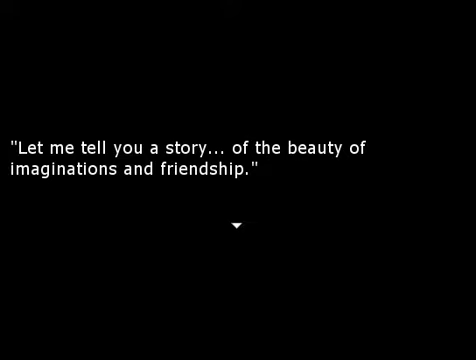 "Let me tell you a story... of the beauty of
imaginations and friendship."